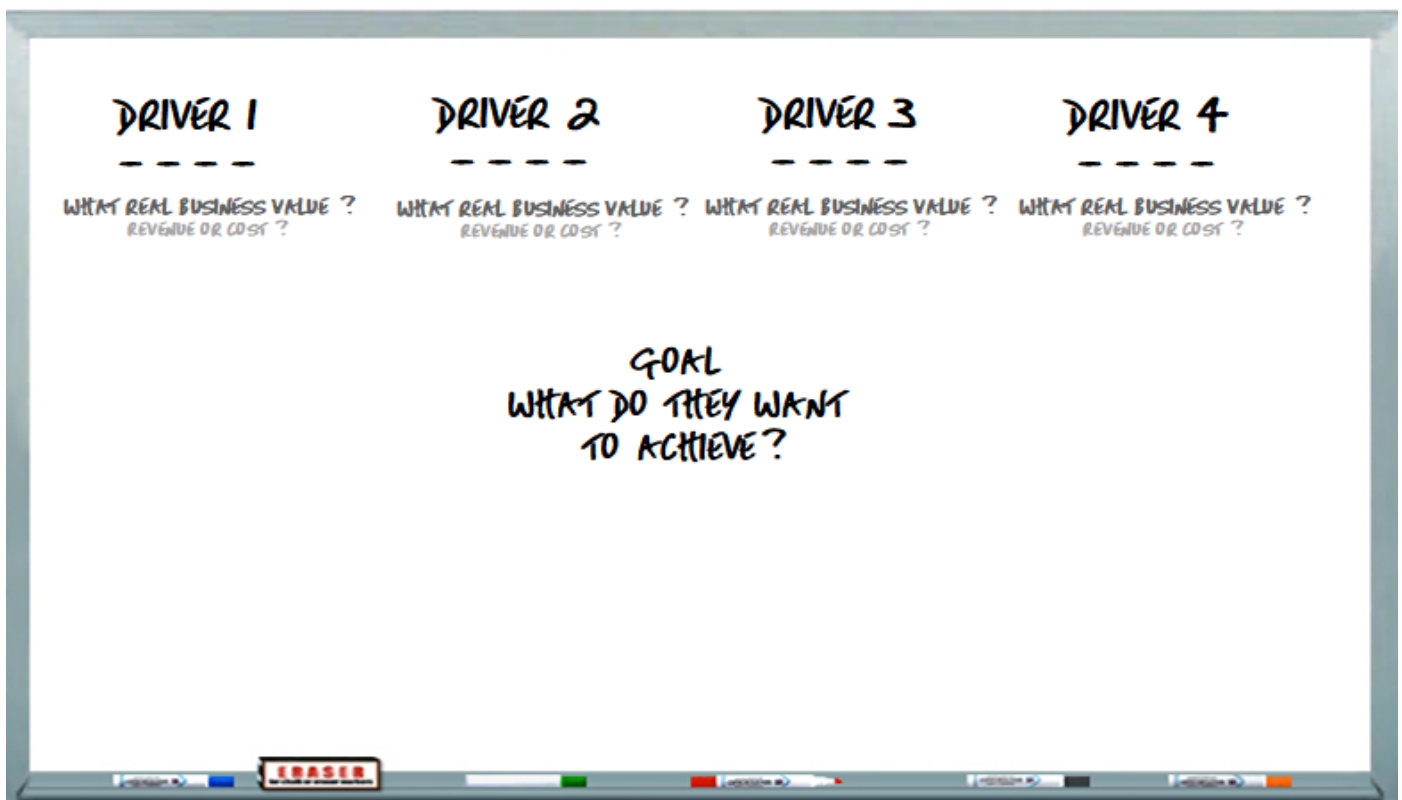 DRIVER 1
DRIVER 2
DRIVER 3
DRIVER 4
- - - -
- - - -
- - - -
- - - -
WHAT REAL BUSINESS VALUE ?
WHAT REAL BUSINESS VALUE ?
WHAT REAL BUSINESS VALUE ?
WHAT REAL BUSINESS VALUE ?
REVENUE OR COST ?
REVENUE OR COST ?
REVENUE OR COST ?
REVENUE OR COST ?
GOAL
WHAT DO THEY WANT
TO ACHIEVE?
ERASER